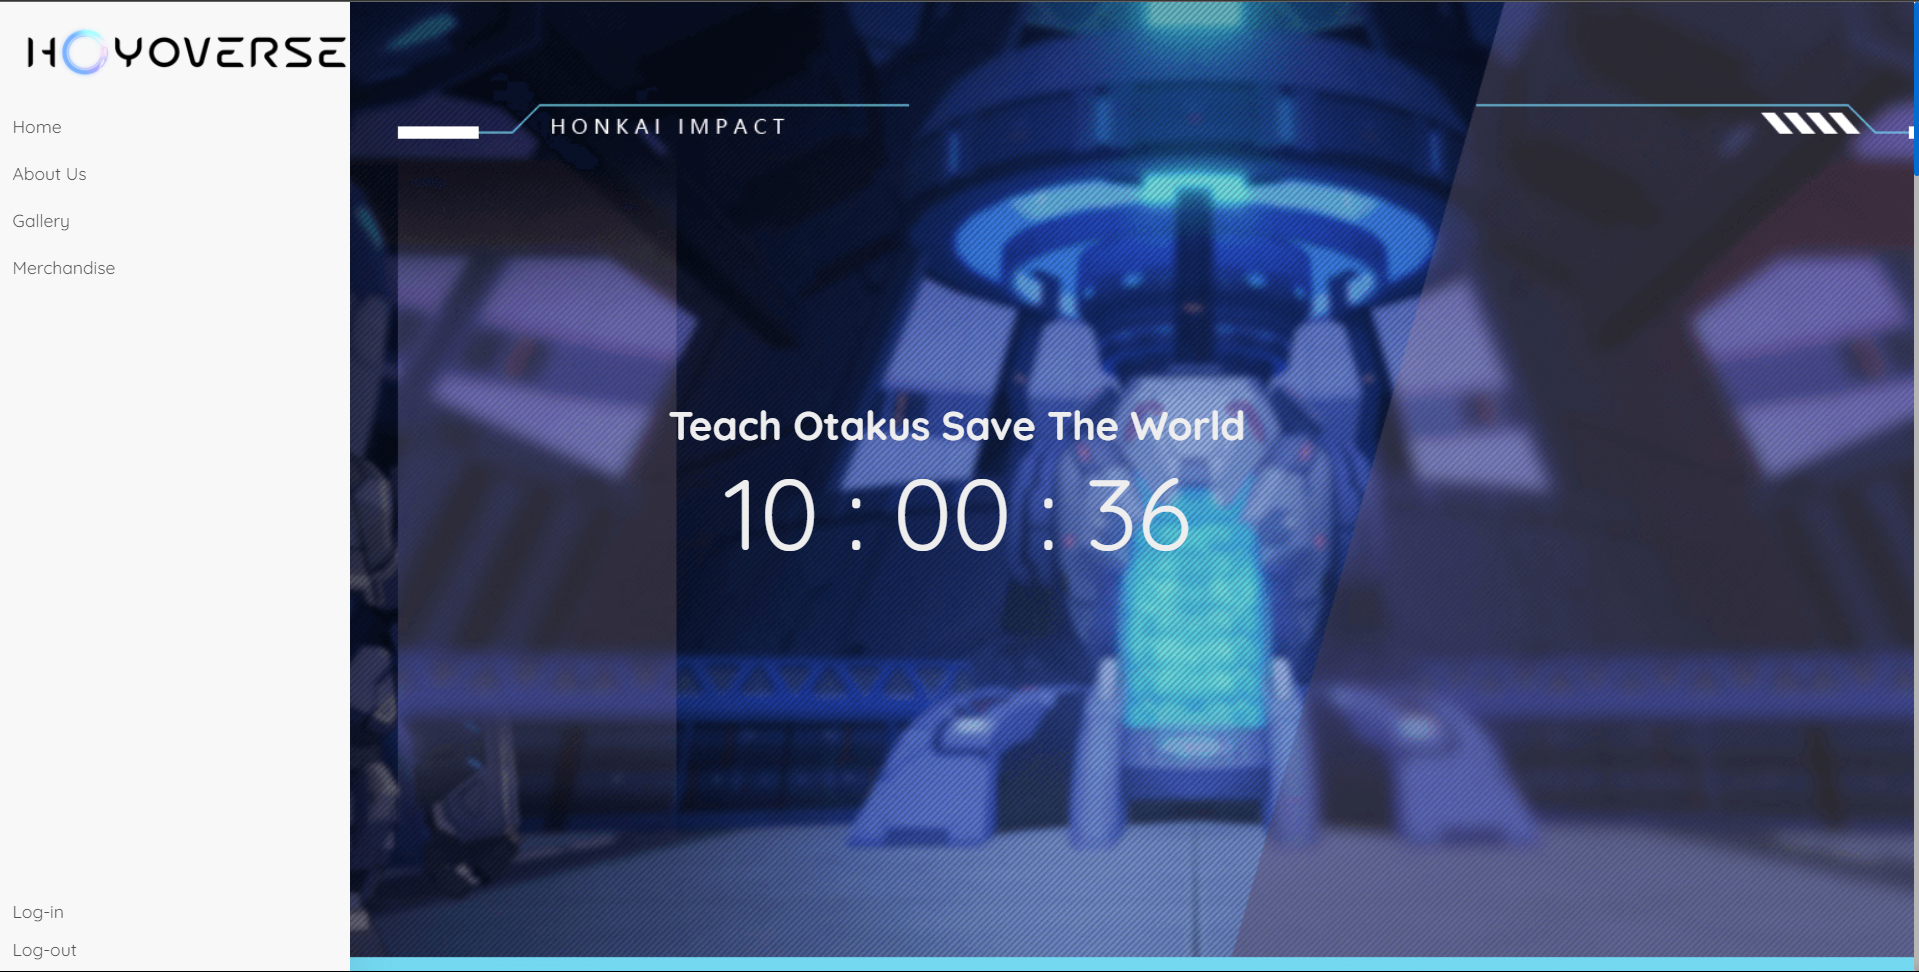 HOYOVERSE
Home
About Us
Gallery
Merchandise
Log-in
Log-out
HONKAI IMPACT
Teach Otakus Save The World
10 : 00 : 36